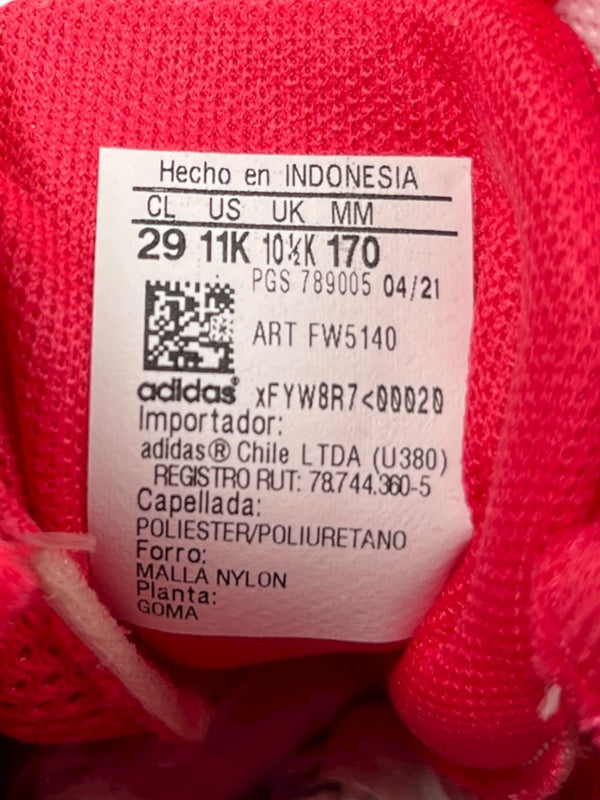 Hecho en INDONESIA
CL US UK MM
29 11K 10½K 170
PGS 789005 04/21
ART FW5140
adidas® xFYW8R7<00020
Importador:
adidas® Chile LTDA (U380)
REGISTRO RUT: 78.744.360-5
Capellada:
POLIESTER/POLIURETANO
Forro:
MALLA NYLON
Planta:
GOMA